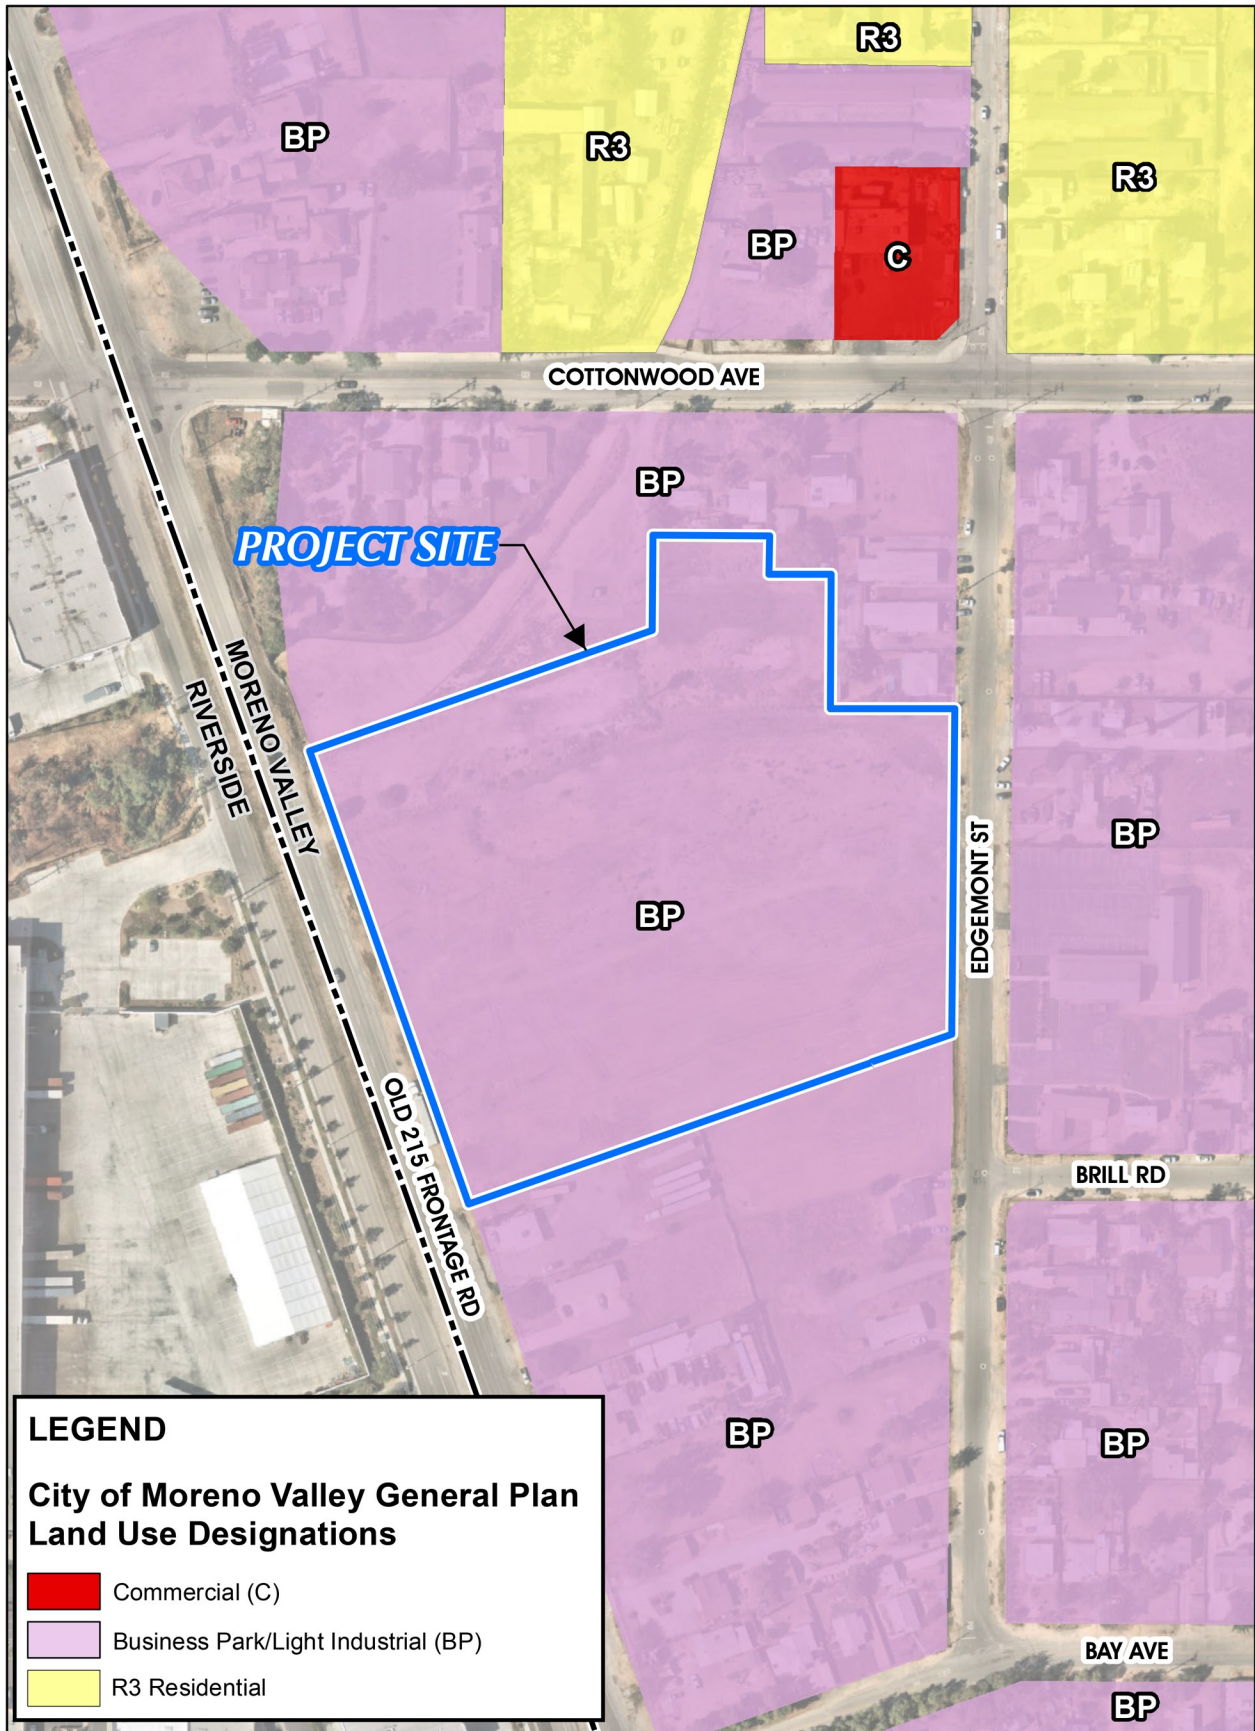 R3
BP
R3
R3
BP
C
COTTONWOOD AVE
BP
PROJECT SITE
MORENO VALLEY
RIVERSIDE
BP
EDGEMONT ST
BP
OLD 215 FRONTAGE RD
BRILL RD
BP
BP
BAY AVE
BP
LEGEND
City of Moreno Valley General Plan
Land Use Designations
Commercial (C)
Business Park/Light Industrial (BP)
R3 Residential